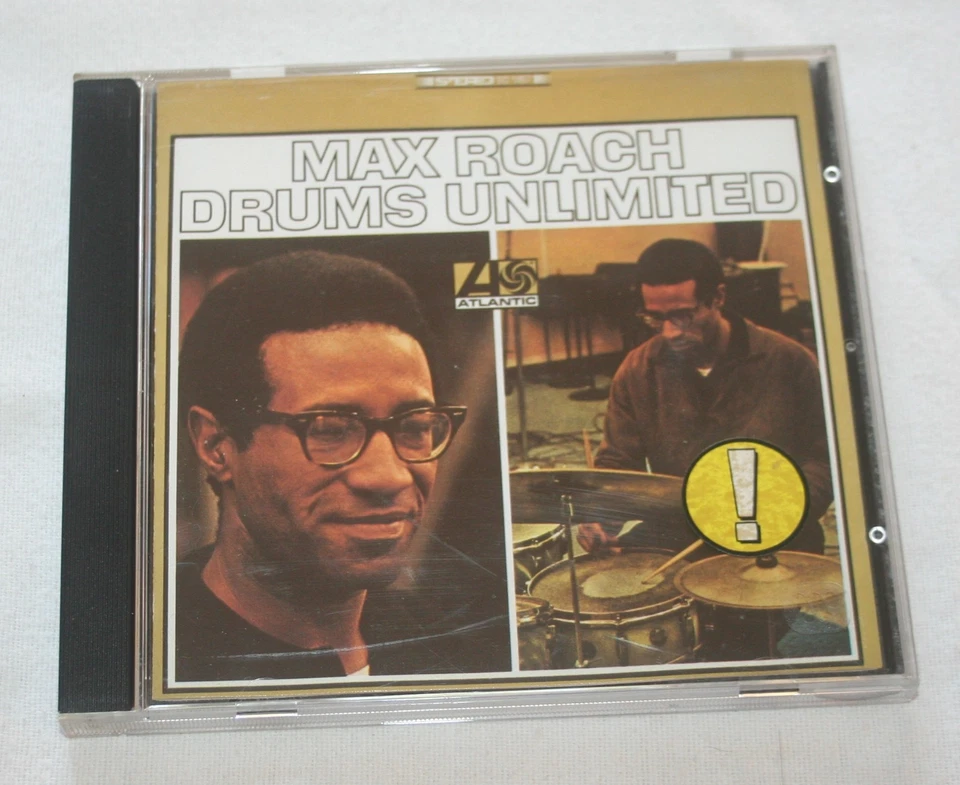 STEREO
MAX ROACH
DRUMS UNLIMITED
A
ATLANTIC
!